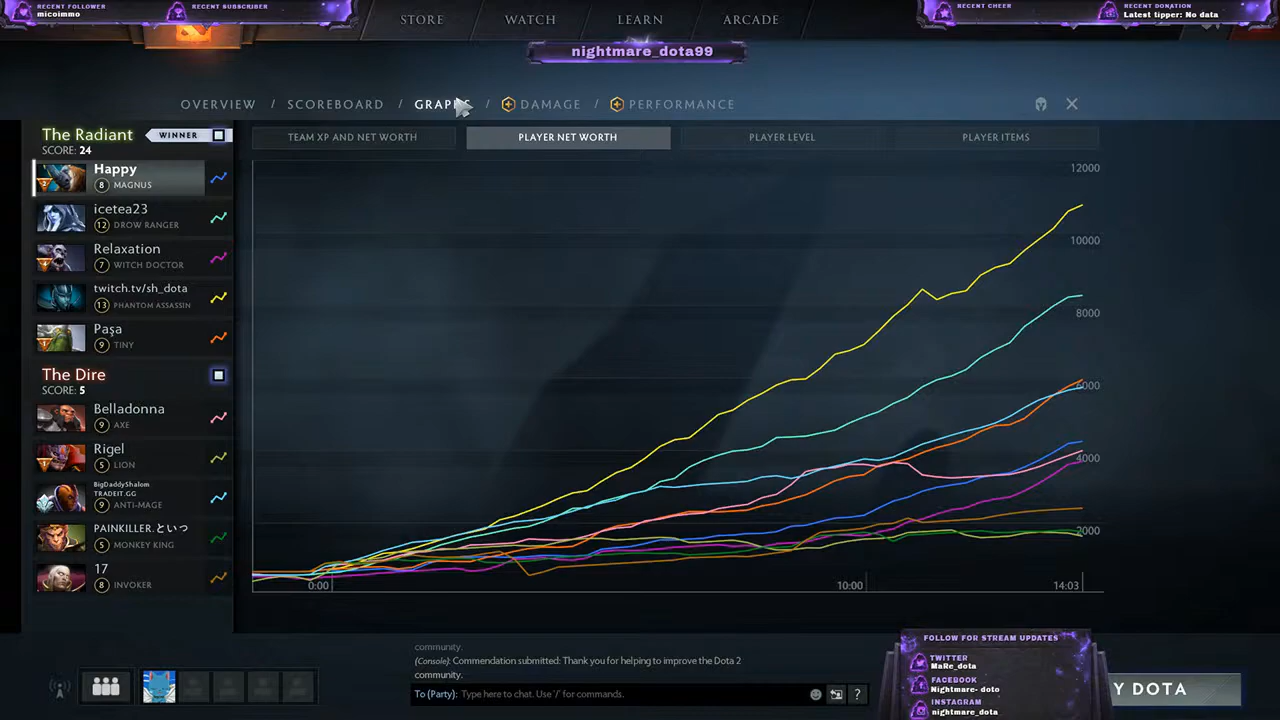 RECENT FOLLOWER
micoimmo
RECENT SUBSCRIBER
STORE
WATCH
LEARN
ARCADE
RECENT CHEER
RECENT DONATION
Latest tipper: No data
nightmare_dota99
OVERVIEW / SCOREBOARD / GRAPHS / DAMAGE / PERFORMANCE
The Radiant
WINNER
SCORE: 24
Happy
8 MAGNUS
icetea23
12 DROW RANGER
Relaxation
7 WITCH DOCTOR
twitch.tv/sh_dota
13 PHANTOM ASSASSIN
Paşa
9 TINY
The Dire
SCORE: 5
Belladonna
9 AXE
Rigel
5 LION
BigDaddyShalom
TRADEIT.GG
9 ANTI-MAGE
PAINKILLER.といつ
5 MONKEY KING
17
8 INVOKER
TEAM XP AND NET WORTH
PLAYER NET WORTH
PLAYER LEVEL
PLAYER ITEMS
12000
10000
8000
6000
4000
2000
0:00
10:00
14:03
community.
(Console): Commendation submitted: Thank you for helping to improve the Dota 2
community.
To (Party): Type here to chat. Use '/' for commands.
?
FOLLOW FOR STREAM UPDATES
TWITTER
MaRe_dota
FACEBOOK
Nightmare- doto
INSTAGRAM
nightmare_dota
Y DOTA